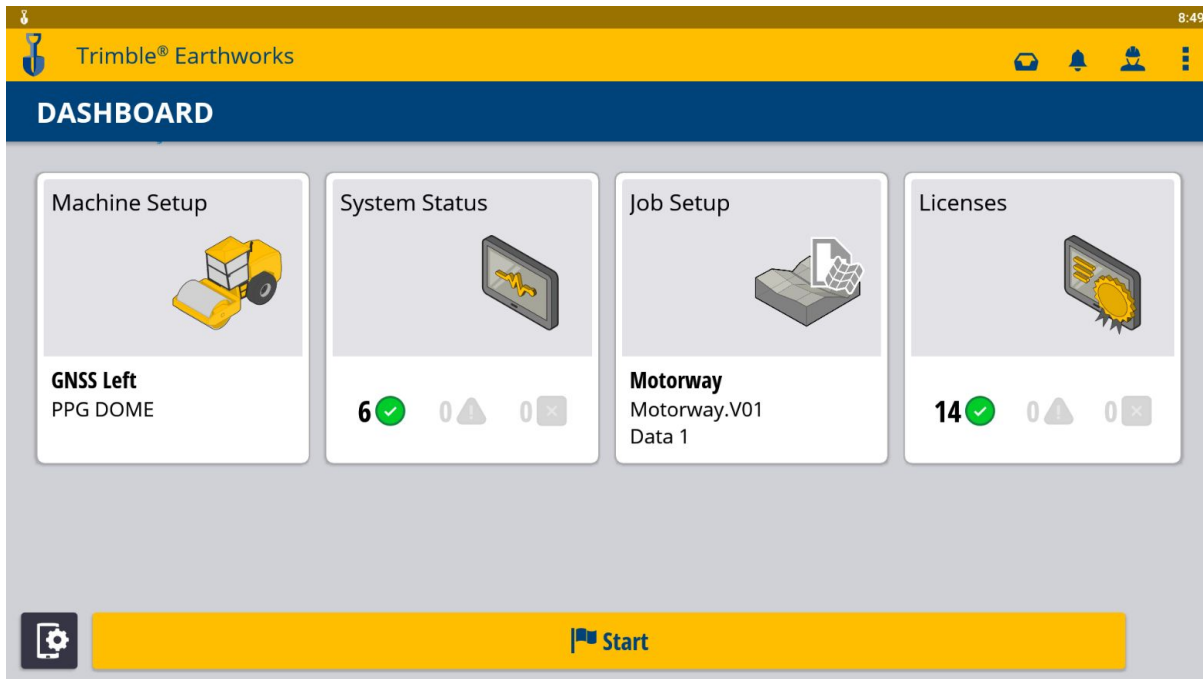 8:49
Trimble® Earthworks
DASHBOARD
Machine Setup
GNSS Left
PPG DOME
System Status
6 0 0
Job Setup
Motorway
Motorway.V01
Data 1
Licenses
14 0 0
Start